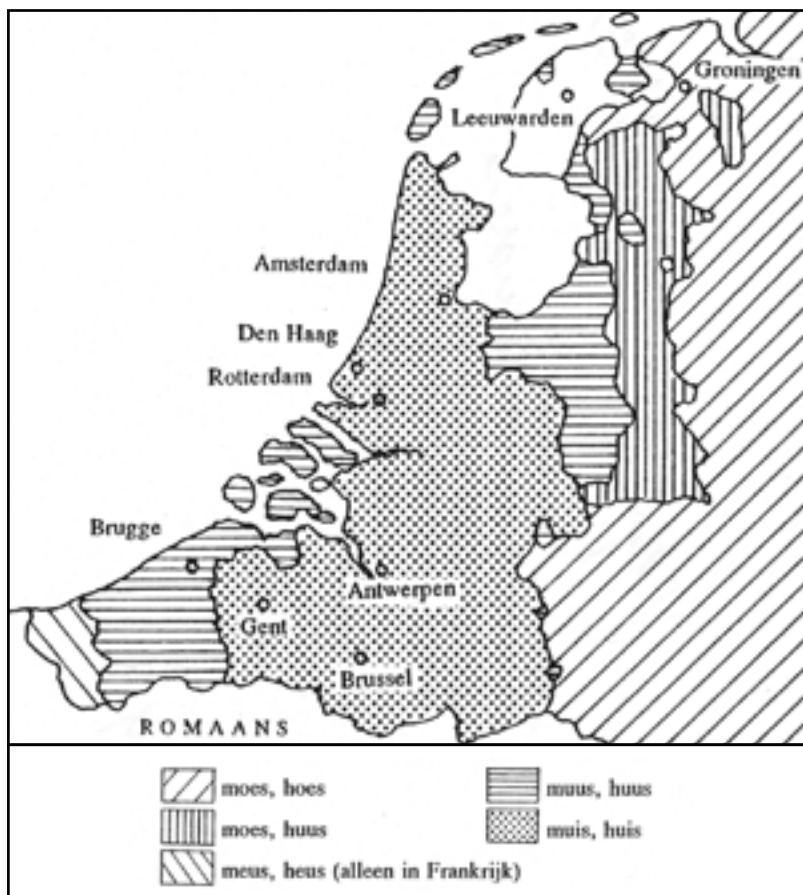 Groningen
Leeuwarden
Amsterdam
Den Haag
Rotterdam
Brugge
Antwerpen
Gent
Brussel
ROMAANS
moes, hoes
muus, huus
moes, huus
muis, huis
meus, heus (alleen in Frankrijk)